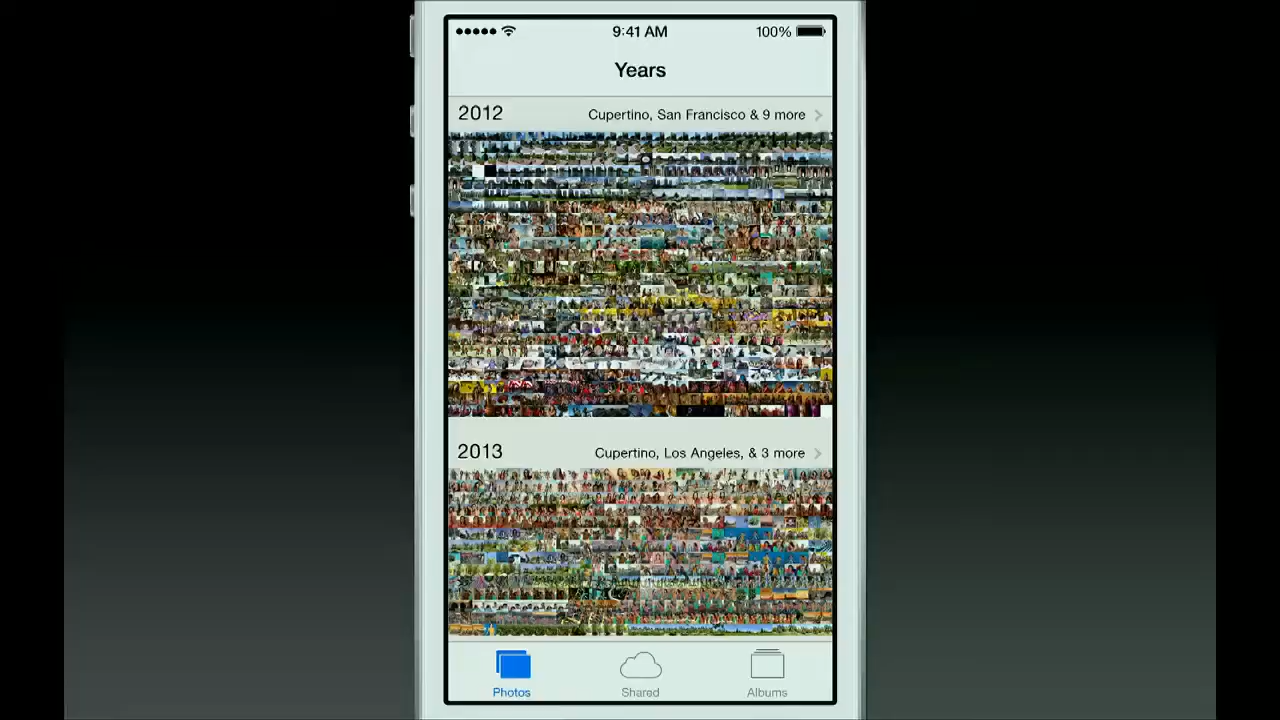 9:41 AM
100%
Years
2012
Cupertino, San Francisco & 9 more
2013
Cupertino, Los Angeles, & 3 more
Photos
Shared
Albums